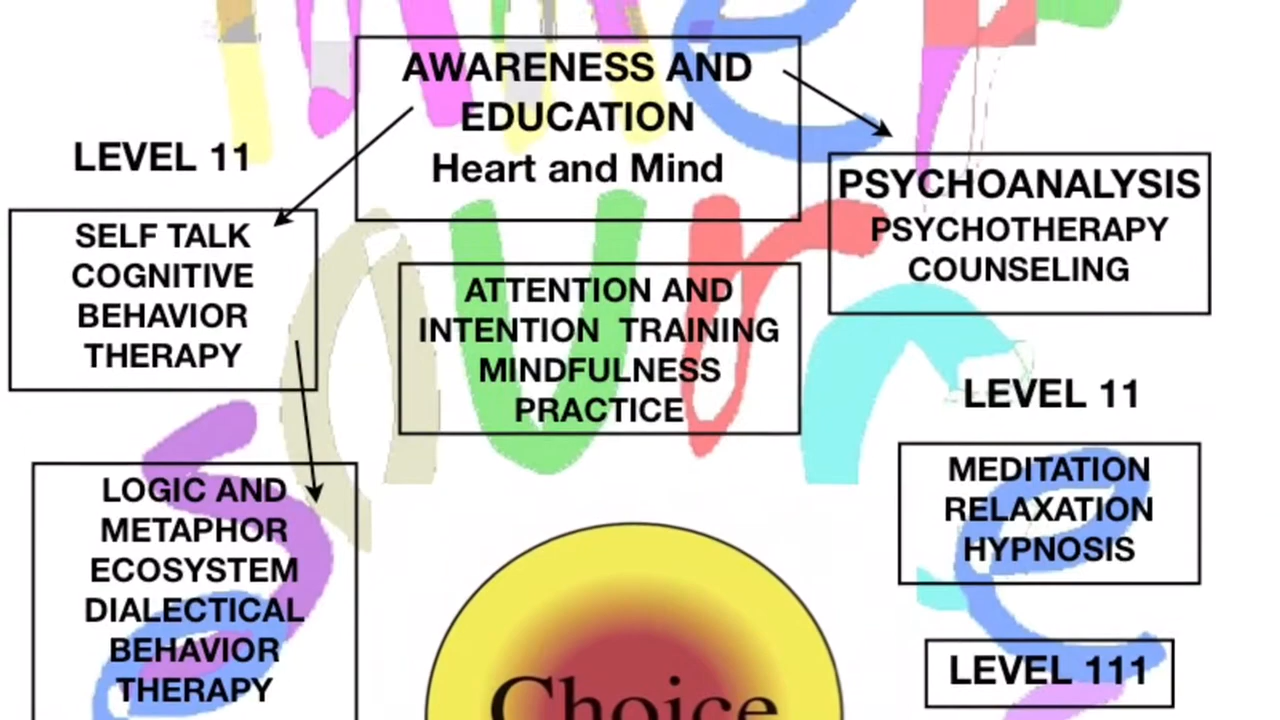 AWARENESS AND
EDUCATION
Heart and Mind
LEVEL 11
SELF TALK
COGNITIVE
BEHAVIOR
THERAPY
PSYCHOANALYSIS
PSYCHOTHERAPY
COUNSELING
ATTENTION AND
INTENTION TRAINING
MINDFULNESS
PRACTICE
LEVEL 11
LOGIC AND
METAPHOR
ECOSYSTEM
DIALECTICAL
BEHAVIOR
THERAPY
MEDITATION
RELAXATION
HYPNOSIS
Choice
LEVEL 111